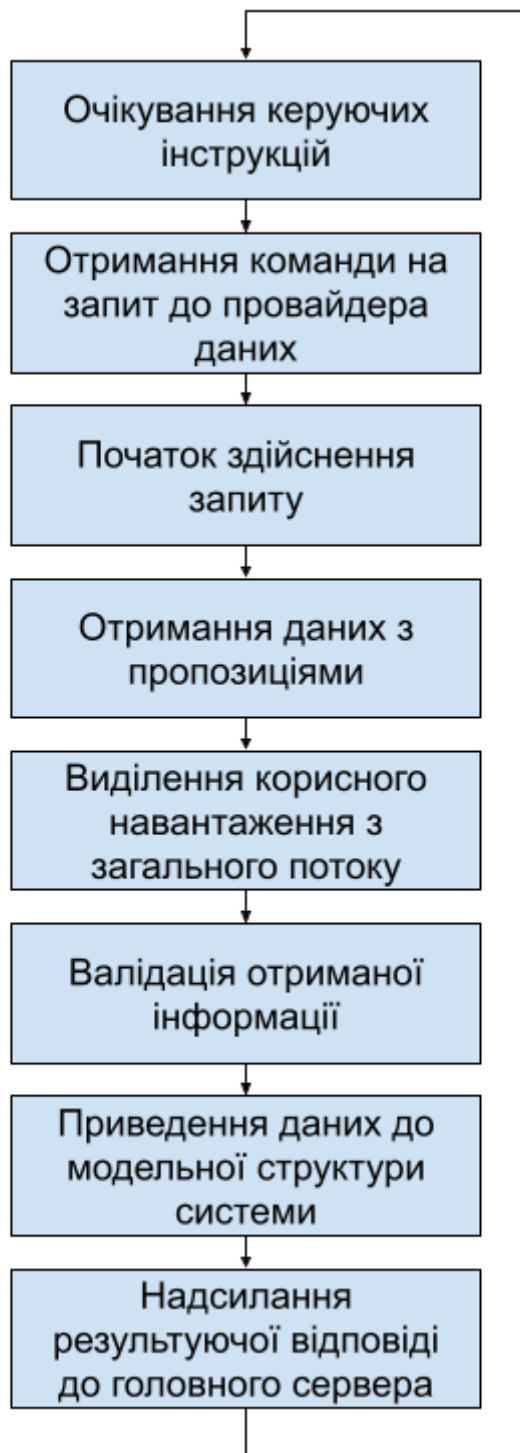 Очікування керуючих
інструкцій
Отримання команди на
запит до провайдера
даних
Початок здійснення
запиту
Отримання даних з
пропозиціями
Виділення корисного
навантаження з
загального потоку
Валідація отриманої
інформації
Приведення даних до
модельної структури
системи
Надсилання
результуючої відповіді
до головного сервера